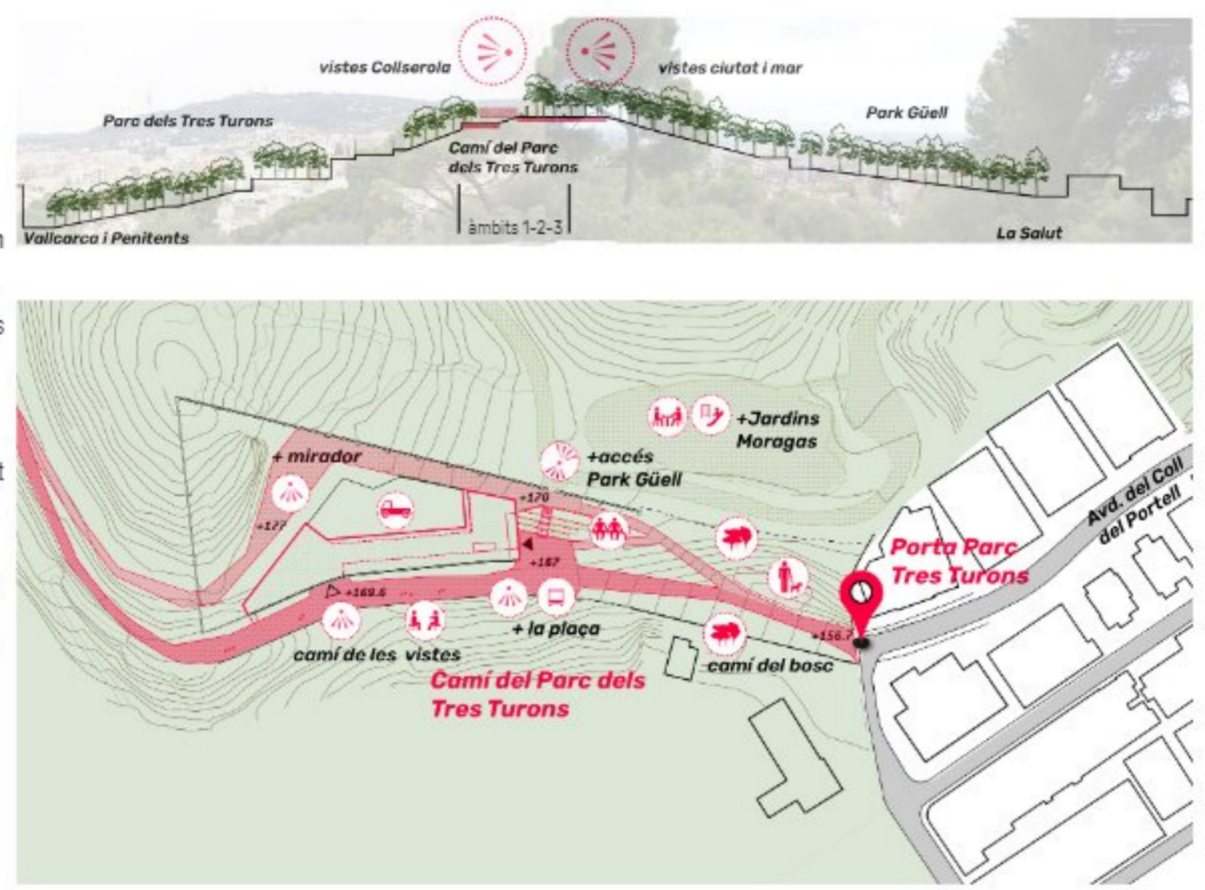 vistes Collserola
vistes ciutat i mar
Parc dels Tres Turons
Park Güell
Camí del Parc
dels Tres Turons
àmbits 1-2-3
Vallcarca i Penitents
La Salut
n
s
t
+ mirador
+accés
Park Güell
+Jardins
Moragas
+170
+177
+167
+169.6
+156.7
Avd. del Coll
del Portell
Porta Parc
Tres Turons
+ la plaça
camí de les vistes
camí del bosc
Camí del Parc dels
Tres Turons